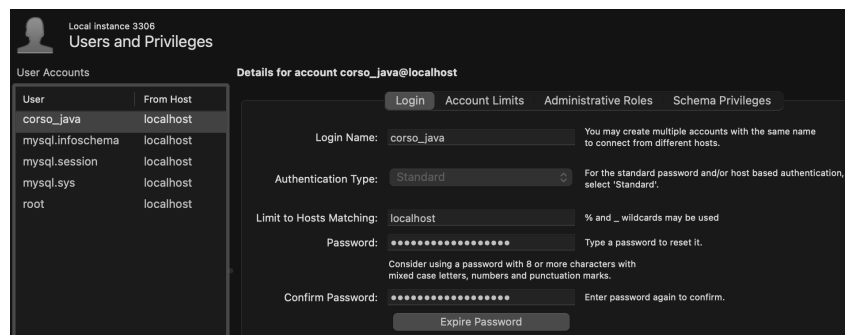 Local instance 3306
Users and Privileges
User Accounts
User From Host
corso_java localhost
mysql.infoschema localhost
mysql.session localhost
mysql.sys localhost
root localhost
Details for account corso_java@localhost
Login Account Limits Administrative Roles Schema Privileges
Login Name: corso_java
You may create multiple accounts with the same name
to connect from different hosts.
Authentication Type: Standard
For the standard password and/or host based authentication,
select 'Standard'.
Limit to Hosts Matching: localhost % and _ wildcards may be used
Password: ●●●●●●●●●●●●●●●●●● Type a password to reset it.
Consider using a password with 8 or more characters with
mixed case letters, numbers and punctuation marks.
Confirm Password: ●●●●●●●●●●●●●●●●●● Enter password again to confirm.
Expire Password